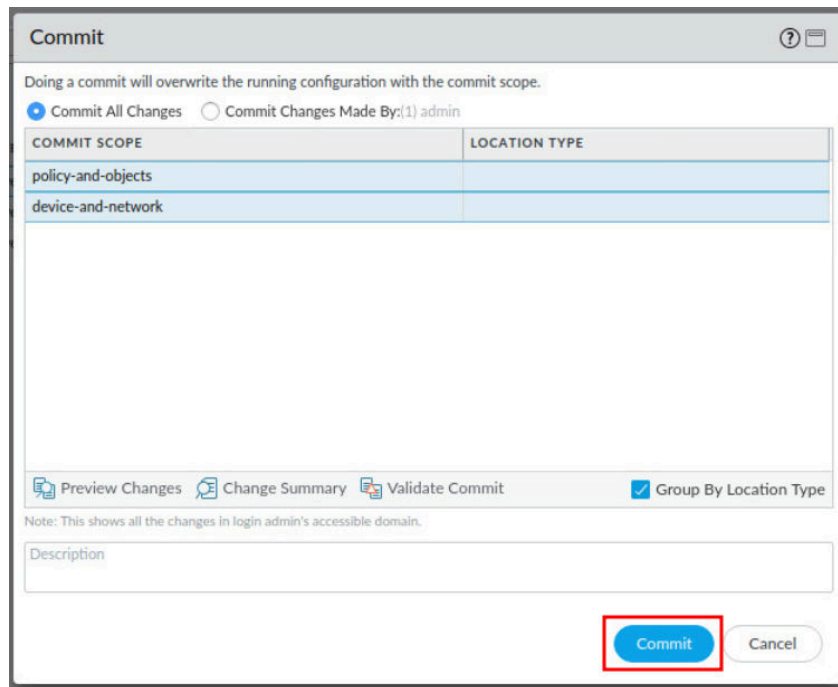 Commit
Doing a commit will overwrite the running configuration with the commit scope.
Commit All Changes Commit Changes Made By:(1) admin
COMMIT SCOPE LOCATION TYPE
policy-and-objects
device-and-network
Preview Changes Change Summary Validate Commit Group By Location Type
Note: This shows all the changes in login admin's accessible domain.
Description
Commit Cancel